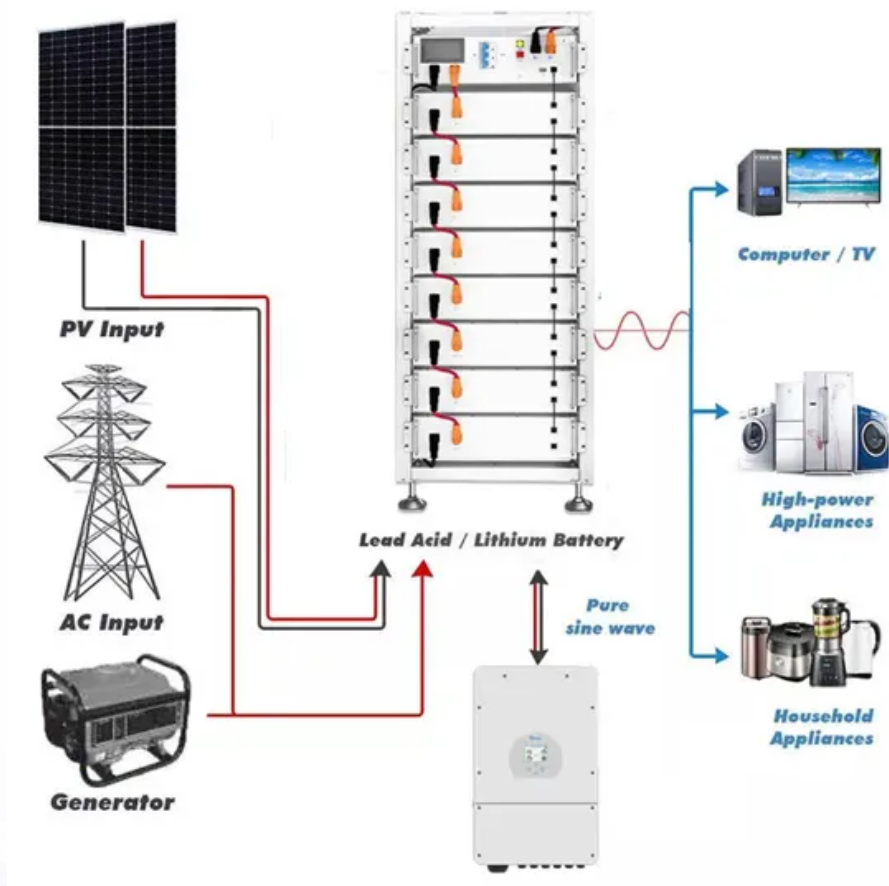 PV Input
AC Input
Generator
Lead Acid / Lithium Battery
Pure
sine wave
Computer / TV
High-power
Appliances
Household
Appliances